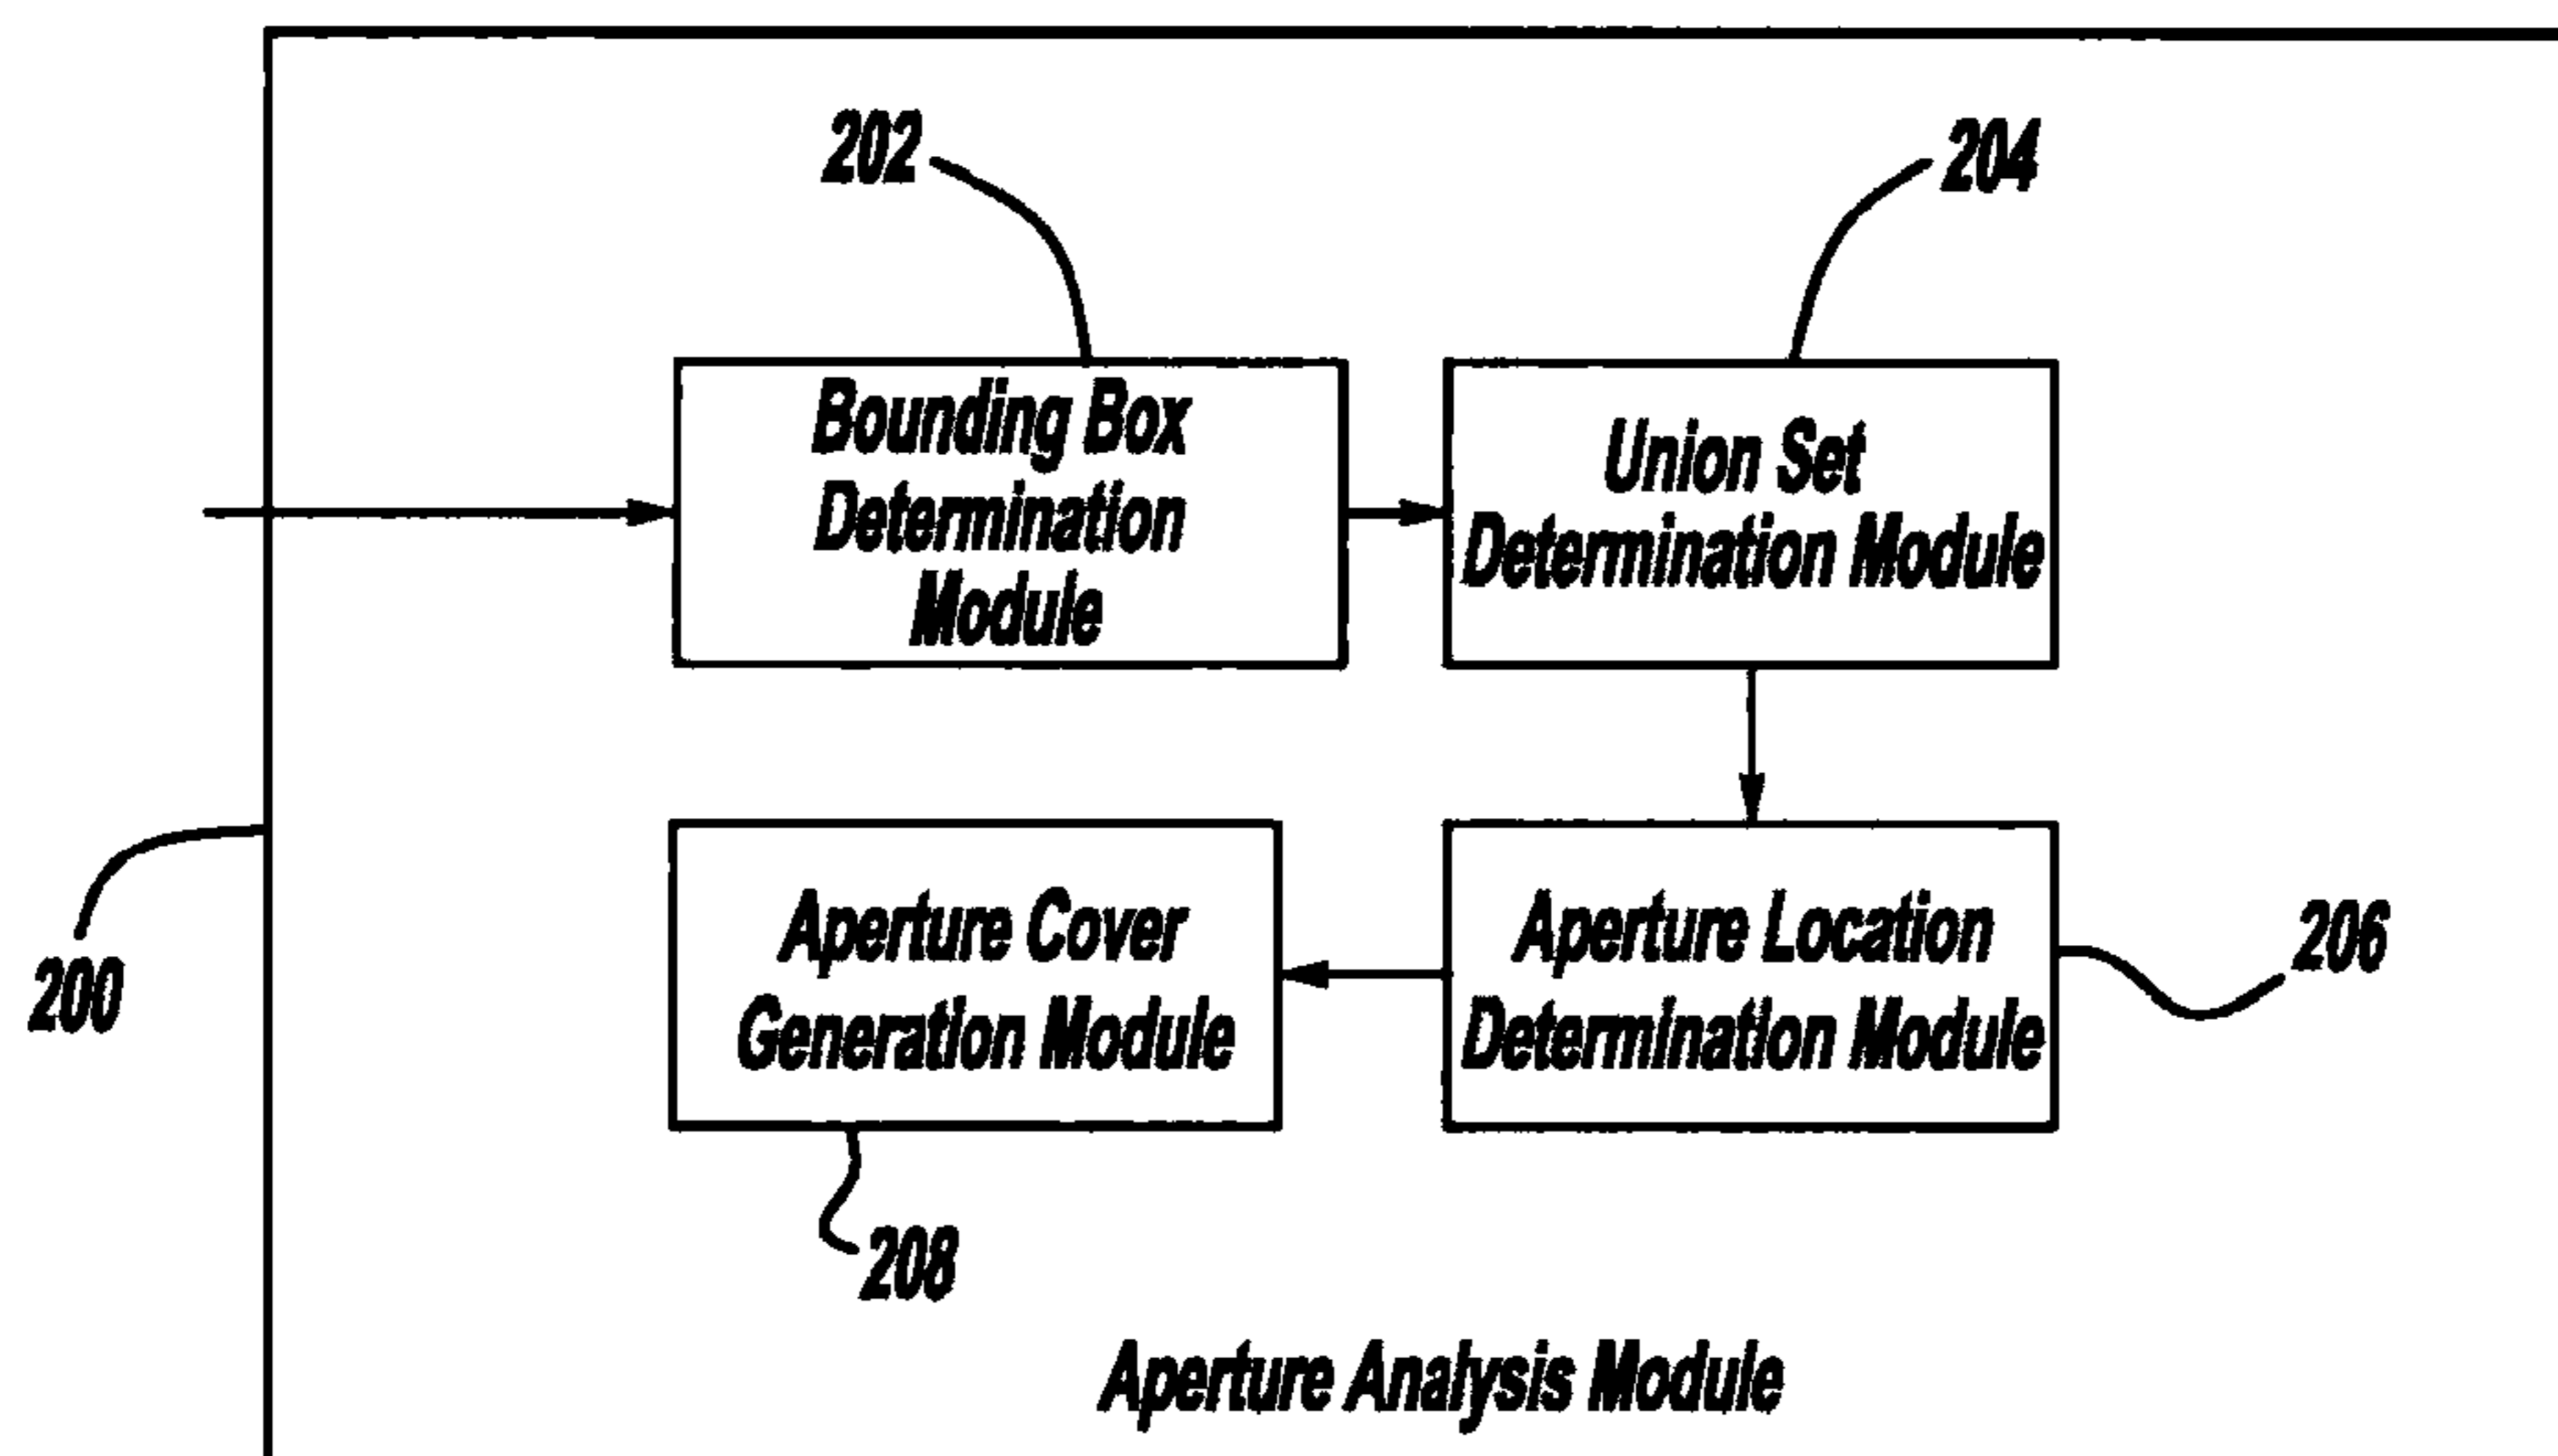 202
204
Bounding Box
Determination
Module
Union Set
Determination Module
Aperture Cover
Generation Module
Aperture Location
Determination Module
206
200
208
Aperture Analysis Module